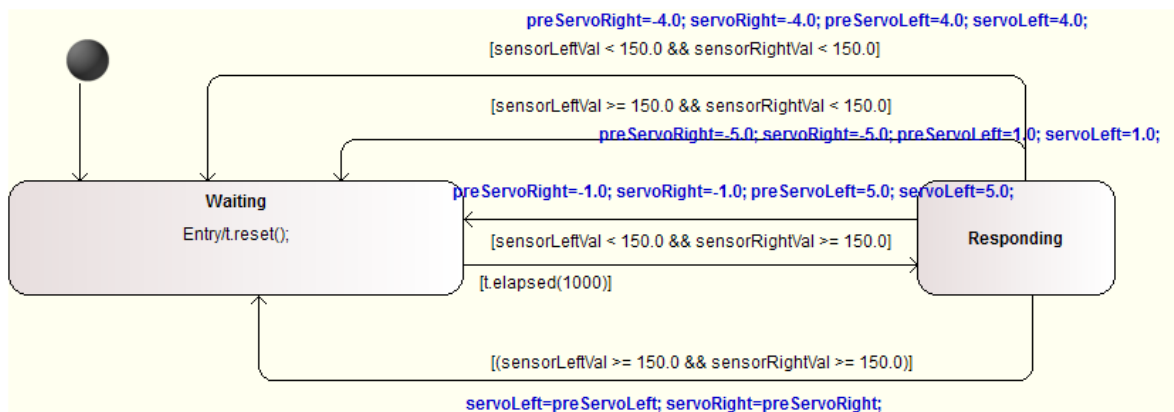 preServoRight=-4.0; servoRight=-4.0; preServoLeft=4.0; servoLeft=4.0;
[sensorLeftVal < 150.0 && sensorRightVal < 150.0]
[sensorLeftVal >= 150.0 && sensorRightVal < 150.0]
preServoRight=-5.0; servoRight=-5.0; preServoLeft=1.0; servoLeft=1.0;
Waiting
Entry/t.reset();
preServoRight=-1.0; servoRight=-1.0; preServoLeft=5.0; servoLeft=5.0;
[sensorLeftVal < 150.0 && sensorRightVal >= 150.0]
Responding
[t.elapsed(1000)]
[(sensorLeftVal >= 150.0 && sensorRightVal >= 150.0)]
servoLeft=preServoLeft; servoRight=preServoRight;